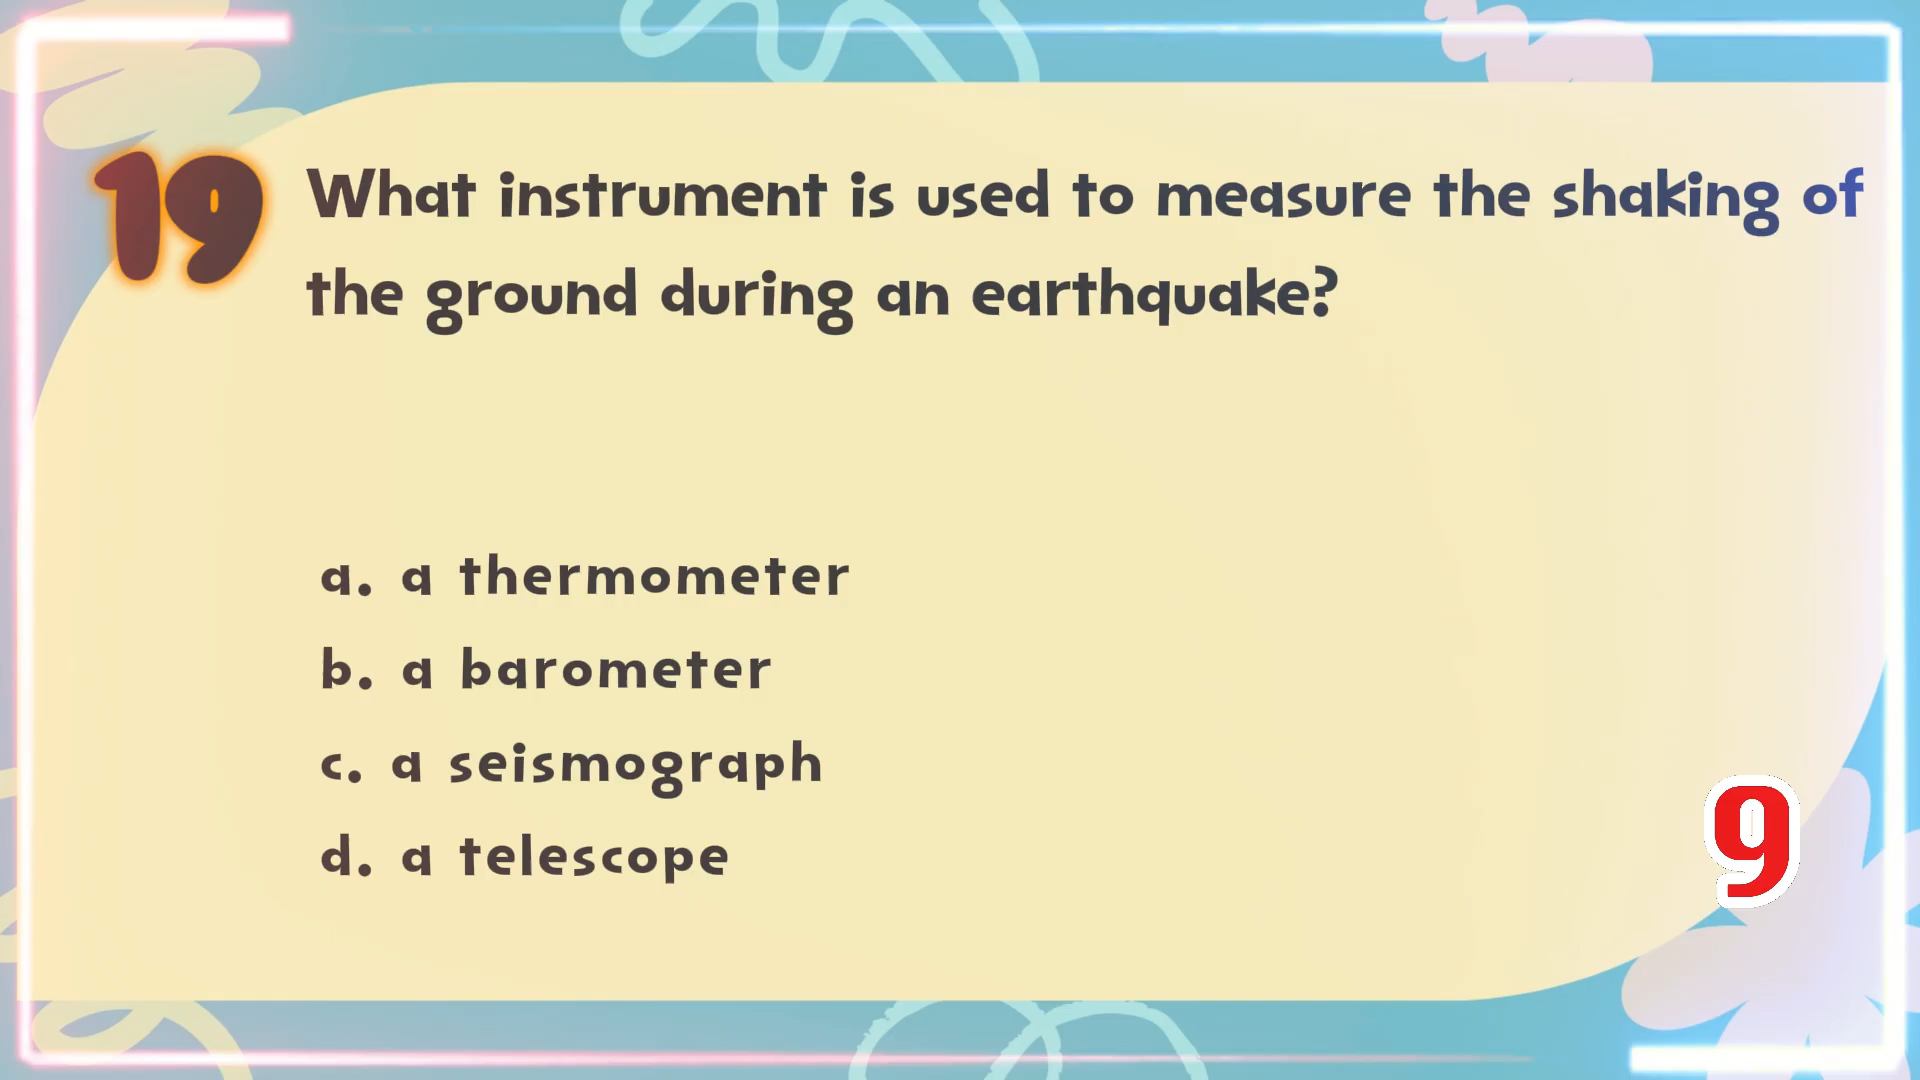 19
What instrument is used to measure the shaking of
the ground during an earthquake?
a. a thermometer
b. a barometer
c. a seismograph
d. a telescope
9